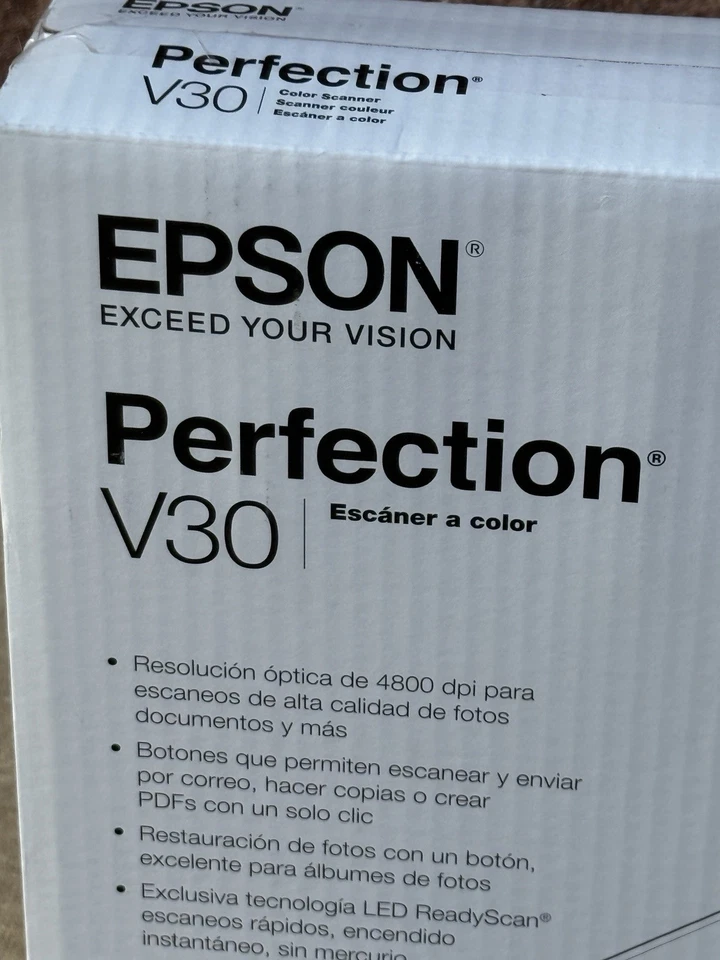 EPSON
EXCEED YOUR VISION
Perfection®
V30
Color Scanner
Scanner couleur
Escáner a color
EPSON®
EXCEED YOUR VISION
Perfection®
V30
Escáner a color
• Resolución óptica de 4800 dpi para
escaneos de alta calidad de fotos
documentos y más
• Botones que permiten escanear y enviar
por correo, hacer copias o crear
PDFs con un solo clic
• Restauración de fotos con un botón,
excelente para álbumes de fotos
• Exclusiva tecnología LED ReadyScan®
escaneos rápidos, encendido
instantáneo, sin mercurio